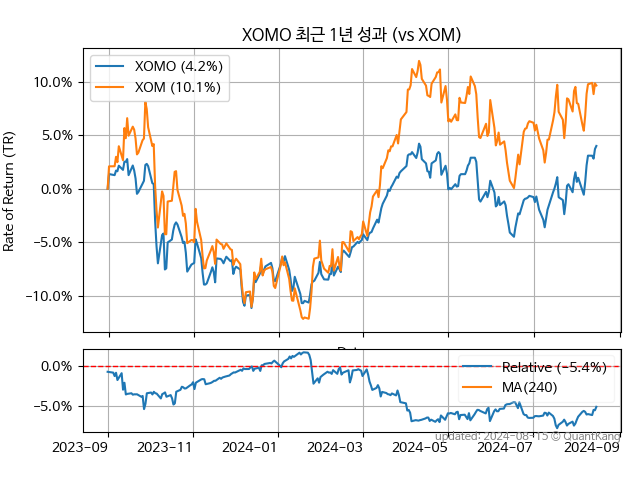 XOMO 최근 1년 성과 (vs XOM)
XOMO (4.2%)
XOM (10.1%)
Rate of Return (TR)
10.0%
5.0%
0.0%
−5.0%
−10.0%
0.0%
−5.0%
Relative (−5.4%)
MA(240)
updated: 2024-08-15 © QuantKang
2023-09
2023-11
2024-01
2024-03
2024-05
2024-07
2024-09